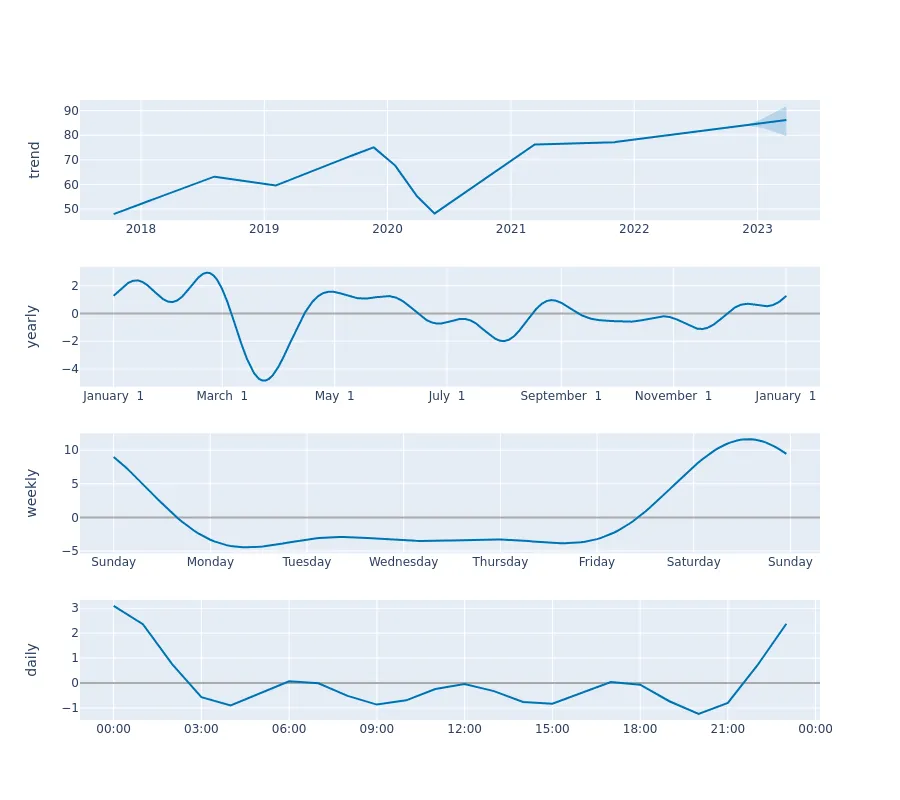 trend
90
80
70
60
50
2018 2019 2020 2021 2022 2023
yearly
2
0
−2
−4
January 1 March 1 May 1 July 1 September 1 November 1 January 1
weekly
10
5
0
−5
Sunday Monday Tuesday Wednesday Thursday Friday Saturday Sunday
daily
3
2
1
0
−1
00:00 03:00 06:00 09:00 12:00 15:00 18:00 21:00 00:00